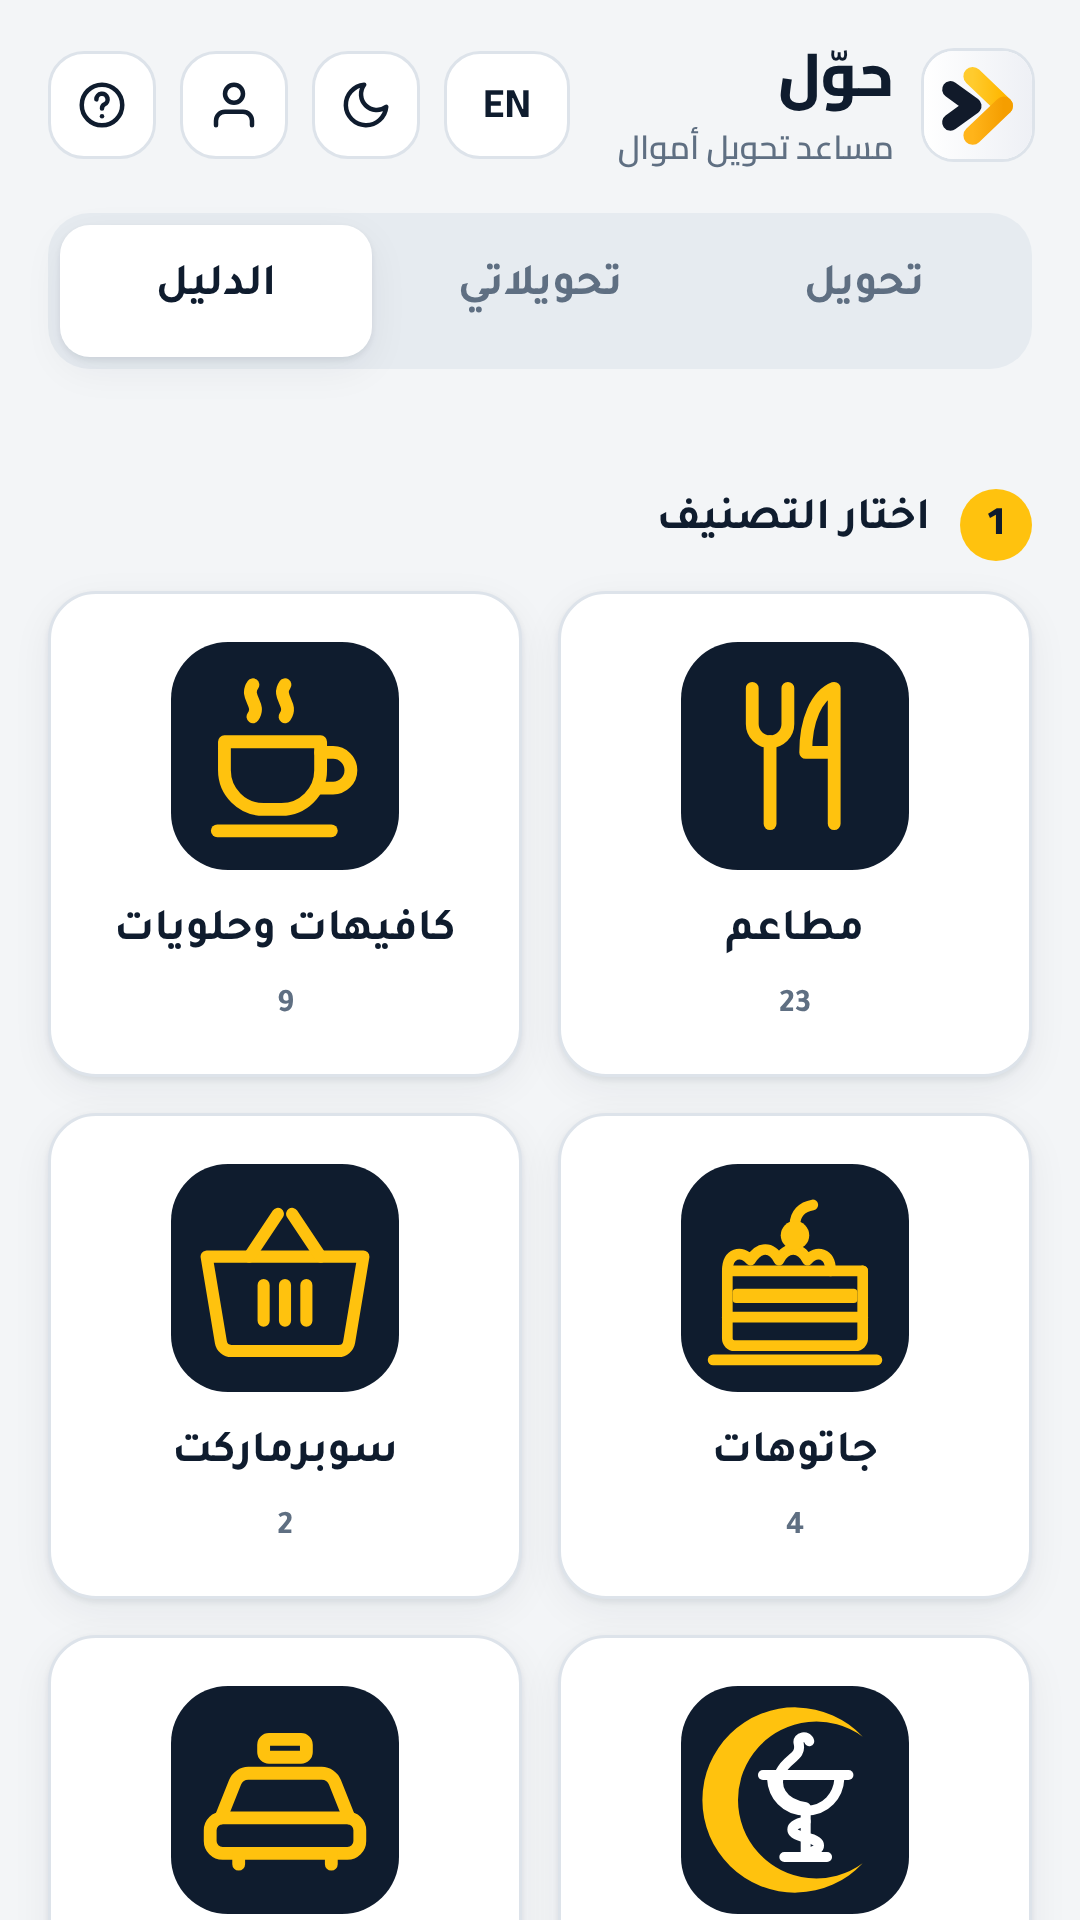 حوّل
مساعد تحويل أموال
EN
تحويل
تحويلاتي
الدليل
1
اختار التصنيف
مطاعم
23
كافيهات وحلويات
9
جاتوهات
4
سوبرماركت
2